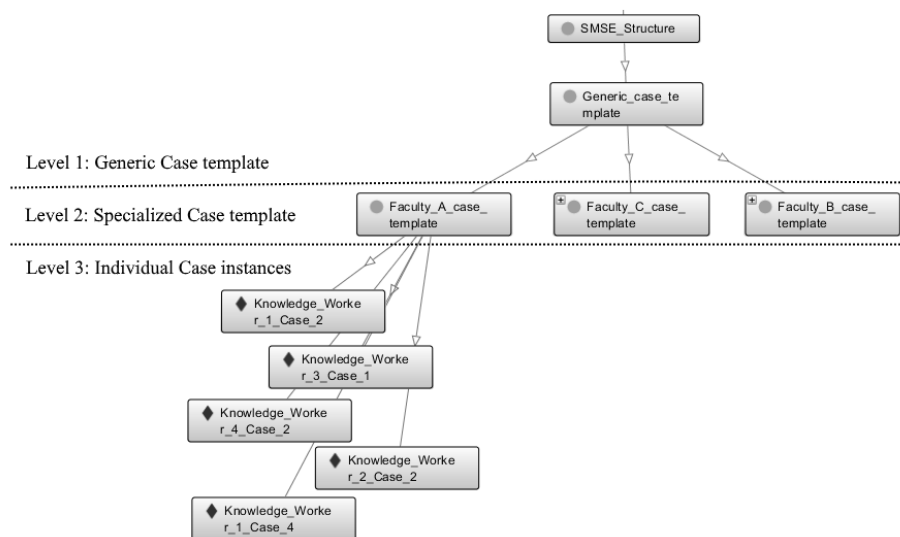 SMSE_Structure
Generic_case_te
mplate
Level 1: Generic Case template
Level 2: Specialized Case template
Faculty_A_case_
template
Faculty_C_case_
template
Faculty_B_case_
template
Level 3: Individual Case instances
Knowledge_Worke
r_1_Case_2
Knowledge_Worke
r_3_Case_1
Knowledge_Worke
r_4_Case_2
Knowledge_Worke
r_2_Case_2
Knowledge_Worke
r_1_Case_4